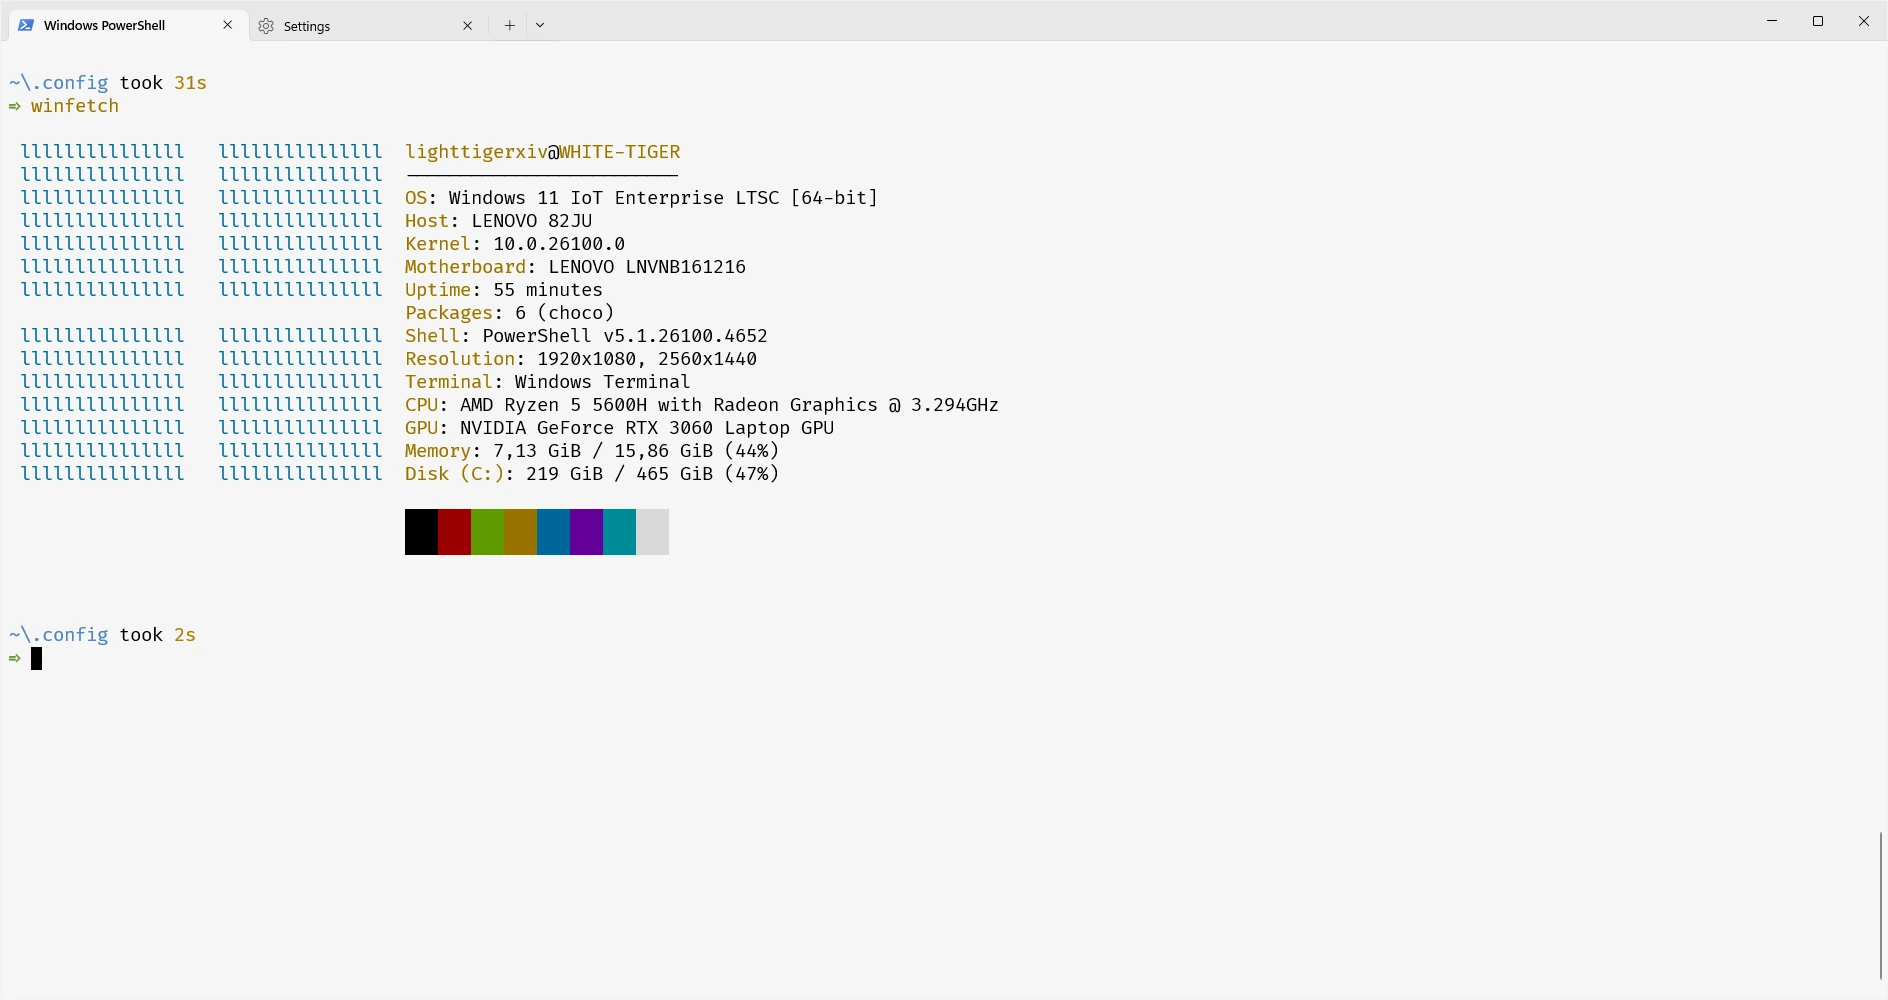 Windows PowerShell
Settings
~\.config took 31s
⇒ winfetch
lllllllllllllll   lllllllllllllll  lighttigerxiv@WHITE-TIGER
lllllllllllllll   lllllllllllllll  ─────────────────────────
lllllllllllllll   lllllllllllllll  OS: Windows 11 IoT Enterprise LTSC [64-bit]
lllllllllllllll   lllllllllllllll  Host: LENOVO 82JU
lllllllllllllll   lllllllllllllll  Kernel: 10.0.26100.0
lllllllllllllll   lllllllllllllll  Motherboard: LENOVO LNVNB161216
lllllllllllllll   lllllllllllllll  Uptime: 55 minutes
Packages: 6 (choco)
lllllllllllllll   lllllllllllllll  Shell: PowerShell v5.1.26100.4652
lllllllllllllll   lllllllllllllll  Resolution: 1920x1080, 2560x1440
lllllllllllllll   lllllllllllllll  Terminal: Windows Terminal
lllllllllllllll   lllllllllllllll  CPU: AMD Ryzen 5 5600H with Radeon Graphics @ 3.294GHz
lllllllllllllll   lllllllllllllll  GPU: NVIDIA GeForce RTX 3060 Laptop GPU
lllllllllllllll   lllllllllllllll  Memory: 7,13 GiB / 15,86 GiB (44%)
lllllllllllllll   lllllllllllllll  Disk (C:): 219 GiB / 465 GiB (47%)
~\.config took 2s
⇒